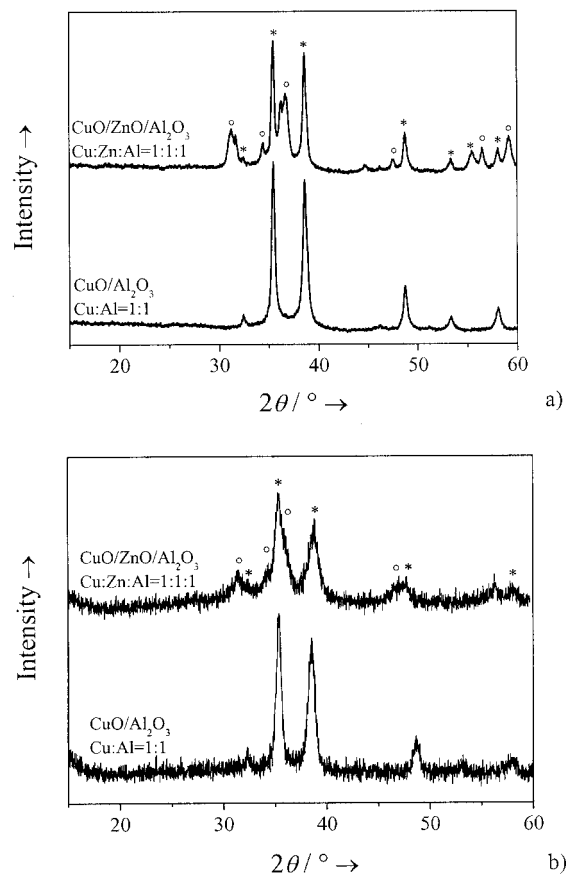 * * ° ° ° * * ° * * ° * °
CuO/ZnO/Al₂O₃
Cu:Zn:Al=1:1:1
CuO/Al₂O₃
Cu:Al=1:1
Intensity →
20 30 40 50 60
2θ / ° →
a)
* ° ° ° * * ° * *
CuO/ZnO/Al₂O₃
Cu:Zn:Al=1:1:1
CuO/Al₂O₃
Cu:Al=1:1
Intensity →
20 30 40 50 60
2θ / ° →
b)